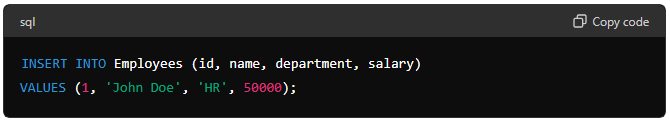 sql Copy code
INSERT INTO Employees (id, name, department, salary)
VALUES (1, 'John Doe', 'HR', 50000);